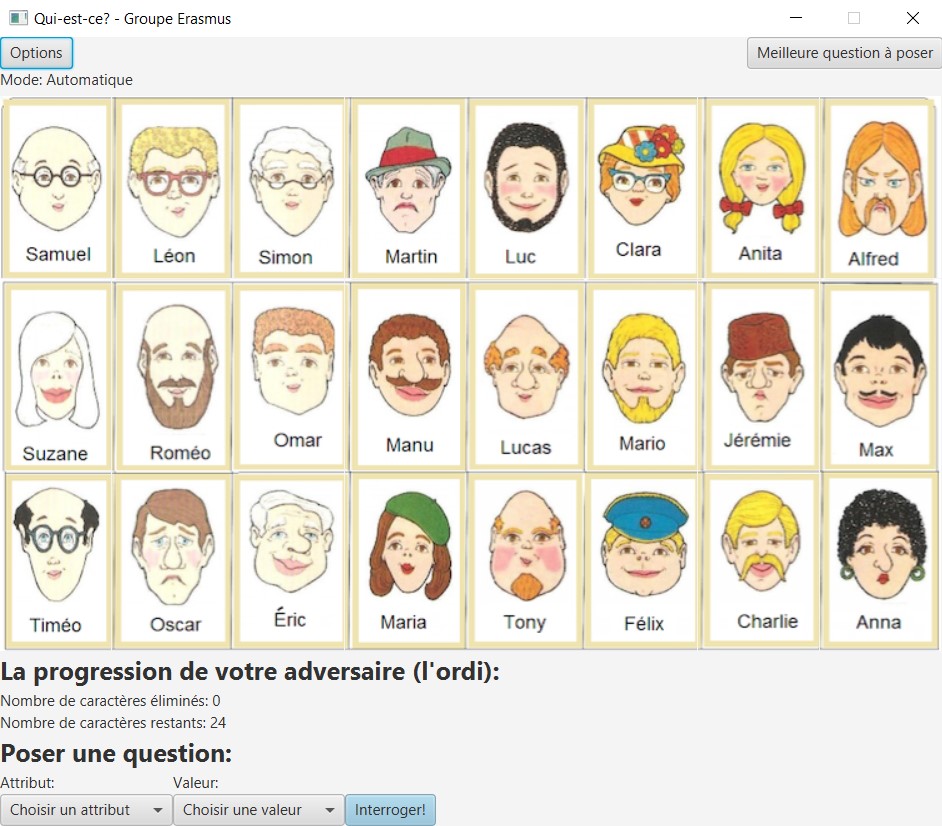 Qui-est-ce? - Groupe Erasmus
Options
Meilleure question à poser
Mode: Automatique
Samuel Léon Simon Martin Luc Clara Anita Alfred
Suzane Roméo Omar Manu Lucas Mario Jérémie Max
Timéo Oscar Éric Maria Tony Félix Charlie Anna
La progression de votre adversaire (l'ordi):
Nombre de caractères éliminés: 0
Nombre de caractères restants: 24
Poser une question:
Attribut: Valeur:
Choisir un attribut Choisir une valeur Interroger!